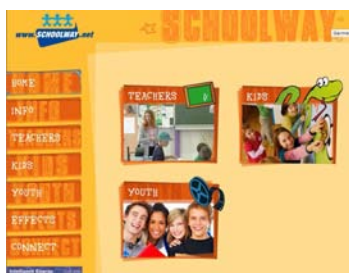 www.SCHOOLWAY.net
SCHOOLWAY
HOME
INFO
TEACHERS
KIDS
YOUTH
EFFECTS
CONNECT
TEACHERS
KIDS
YOUTH